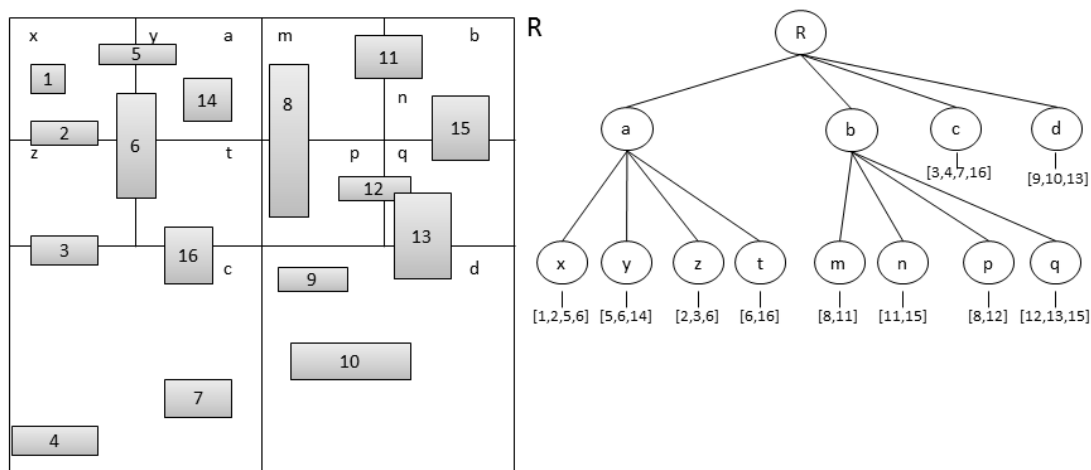 x y a m b
5
1
11
14
8
n
2
6
15
z t p q
12
3
16
13
c d
9
10
7
4
R
R
a b c d
[3,4,7,16] [9,10,13]
x y z t m n p q
[1,2,5,6] [5,6,14] [2,3,6] [6,16] [8,11] [11,15] [8,12] [12,13,15]